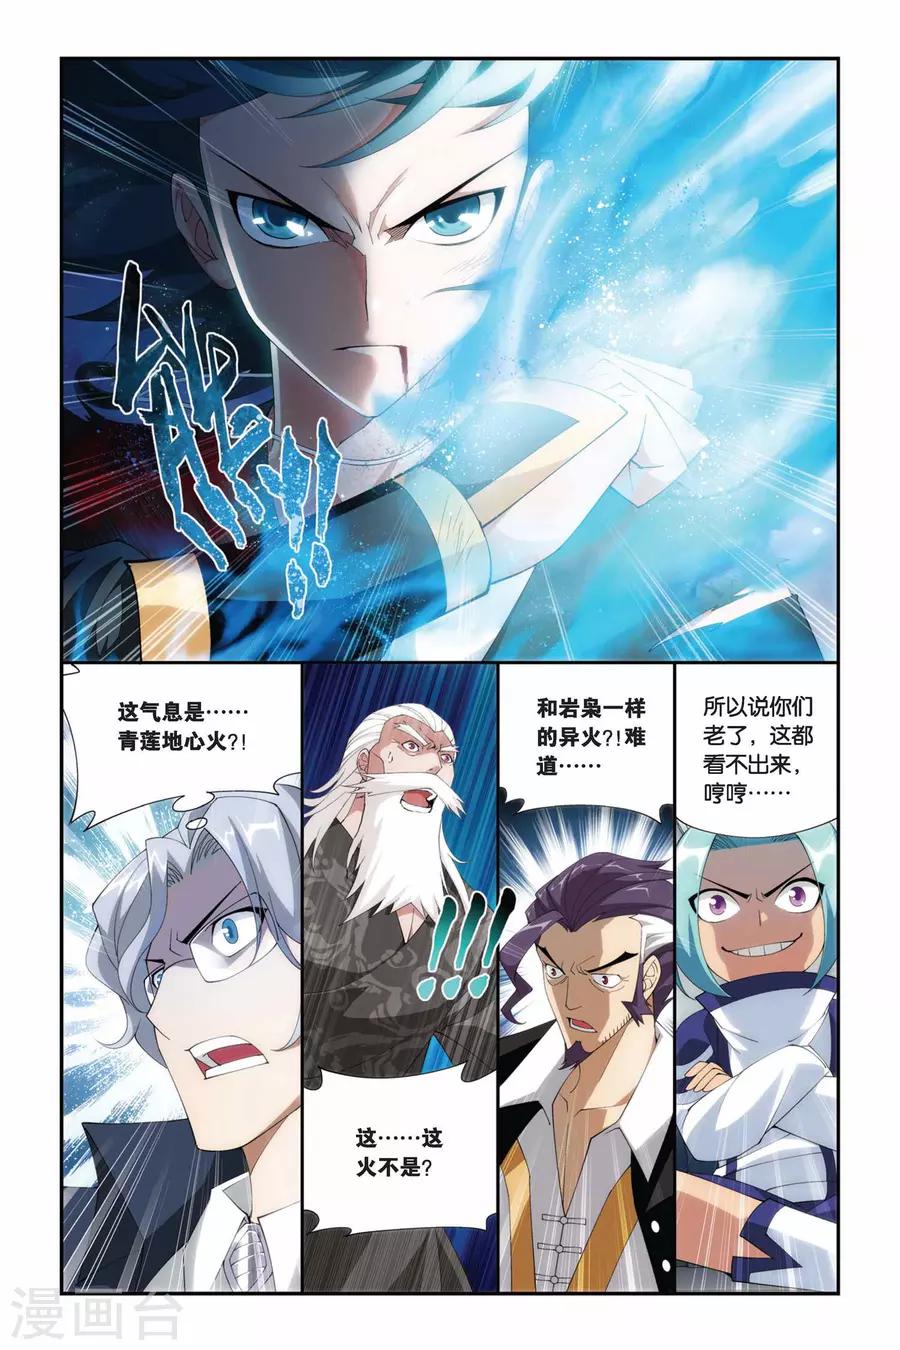 这气息是……
青莲地心火?!
这……这
火不是?
和岩枭一样
的异火?!难
道……
所以说你们
老了，这都
看不出来，
哼哼……
!!!
漫画台